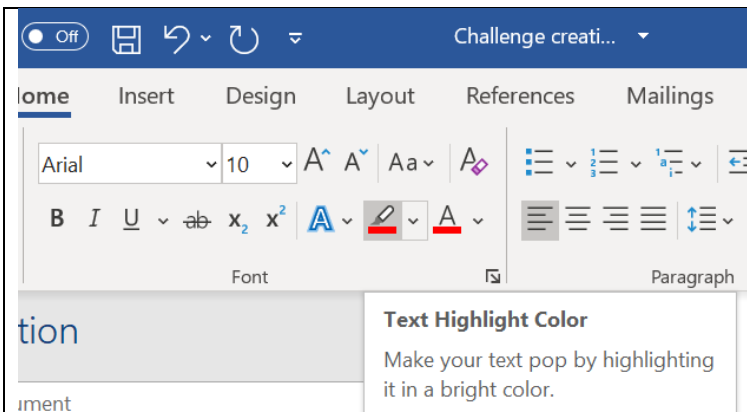 Off Challenge creati...
Home Insert Design Layout References Mailings
Arial 10 A A Aa A
B I U ab x2 x2 A A
Font Paragraph
tion
Text Highlight Color
Make your text pop by highlighting
it in a bright color.
ument